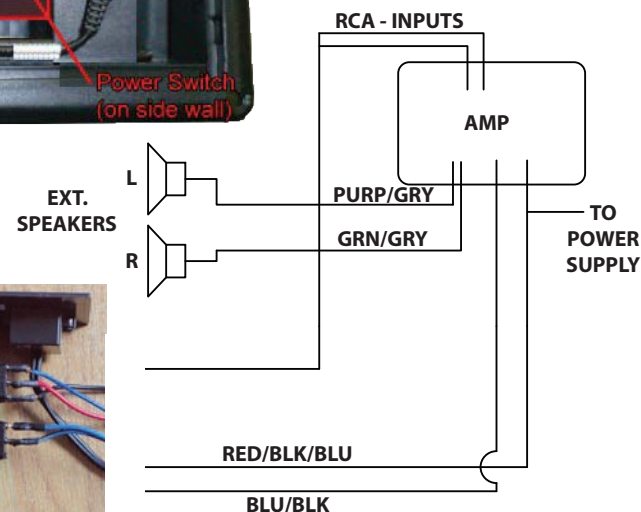 RCA - INPUTS
Power Switch
(on side wall)
AMP
L
EXT.
SPEAKERS
PURP/GRY
TO
POWER
SUPPLY
GRN/GRY
R
RED/BLK/BLU
BLU/BLK